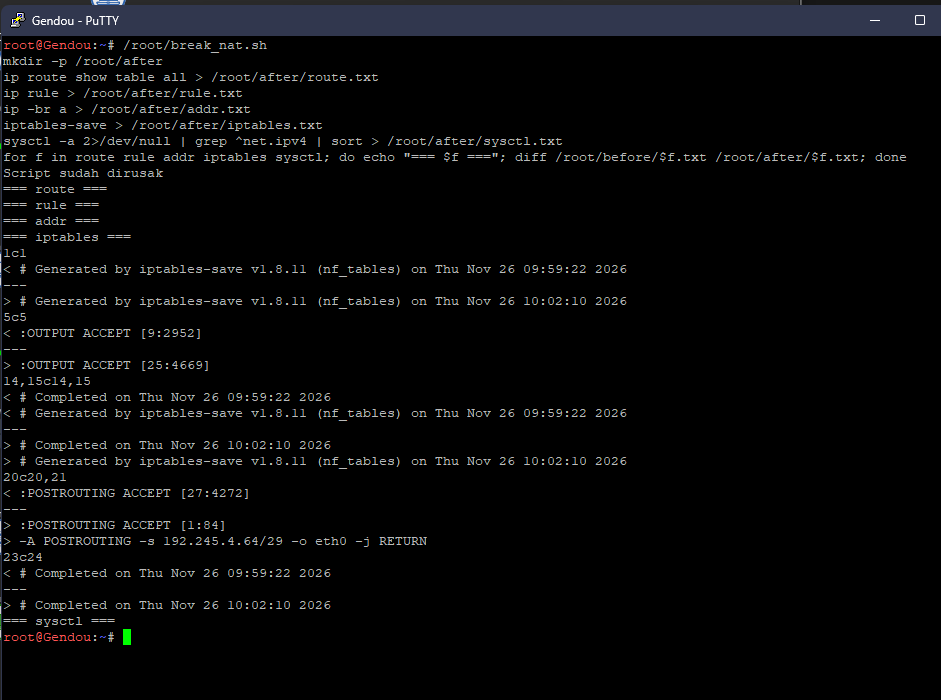 Gendou - PuTTY
root@Gendou:~# /root/break_nat.sh
mkdir -p /root/after
ip route show table all > /root/after/route.txt
ip rule > /root/after/rule.txt
ip -br a > /root/after/addr.txt
iptables-save > /root/after/iptables.txt
sysctl -a 2>/dev/null | grep ^net.ipv4 | sort > /root/after/sysctl.txt
for f in route rule addr iptables sysctl; do echo "=== $f ==="; diff /root/before/$f.txt /root/after/$f.txt; done
Script sudah dirusak
=== route ===
=== rule ===
=== addr ===
=== iptables ===
1c1
< # Generated by iptables-save v1.8.11 (nf_tables) on Thu Nov 26 09:59:22 2026
---
> # Generated by iptables-save v1.8.11 (nf_tables) on Thu Nov 26 10:02:10 2026
5c5
< :OUTPUT ACCEPT [9:2952]
---
> :OUTPUT ACCEPT [25:4669]
14,15c14,15
< # Completed on Thu Nov 26 09:59:22 2026
< # Generated by iptables-save v1.8.11 (nf_tables) on Thu Nov 26 09:59:22 2026
---
> # Completed on Thu Nov 26 10:02:10 2026
> # Generated by iptables-save v1.8.11 (nf_tables) on Thu Nov 26 10:02:10 2026
20c20,21
< :POSTROUTING ACCEPT [27:4272]
---
> :POSTROUTING ACCEPT [1:84]
> -A POSTROUTING -s 192.245.4.64/29 -o eth0 -j RETURN
23c24
< # Completed on Thu Nov 26 09:59:22 2026
---
> # Completed on Thu Nov 26 10:02:10 2026
=== sysctl ===
root@Gendou:~#